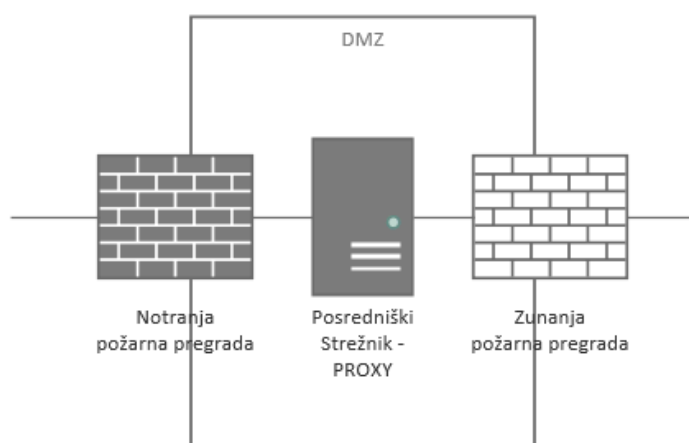 DMZ
Notranja
požarna pregrada
Posredniški
Strežnik -
PROXY
Zunanja
požarna pregrada